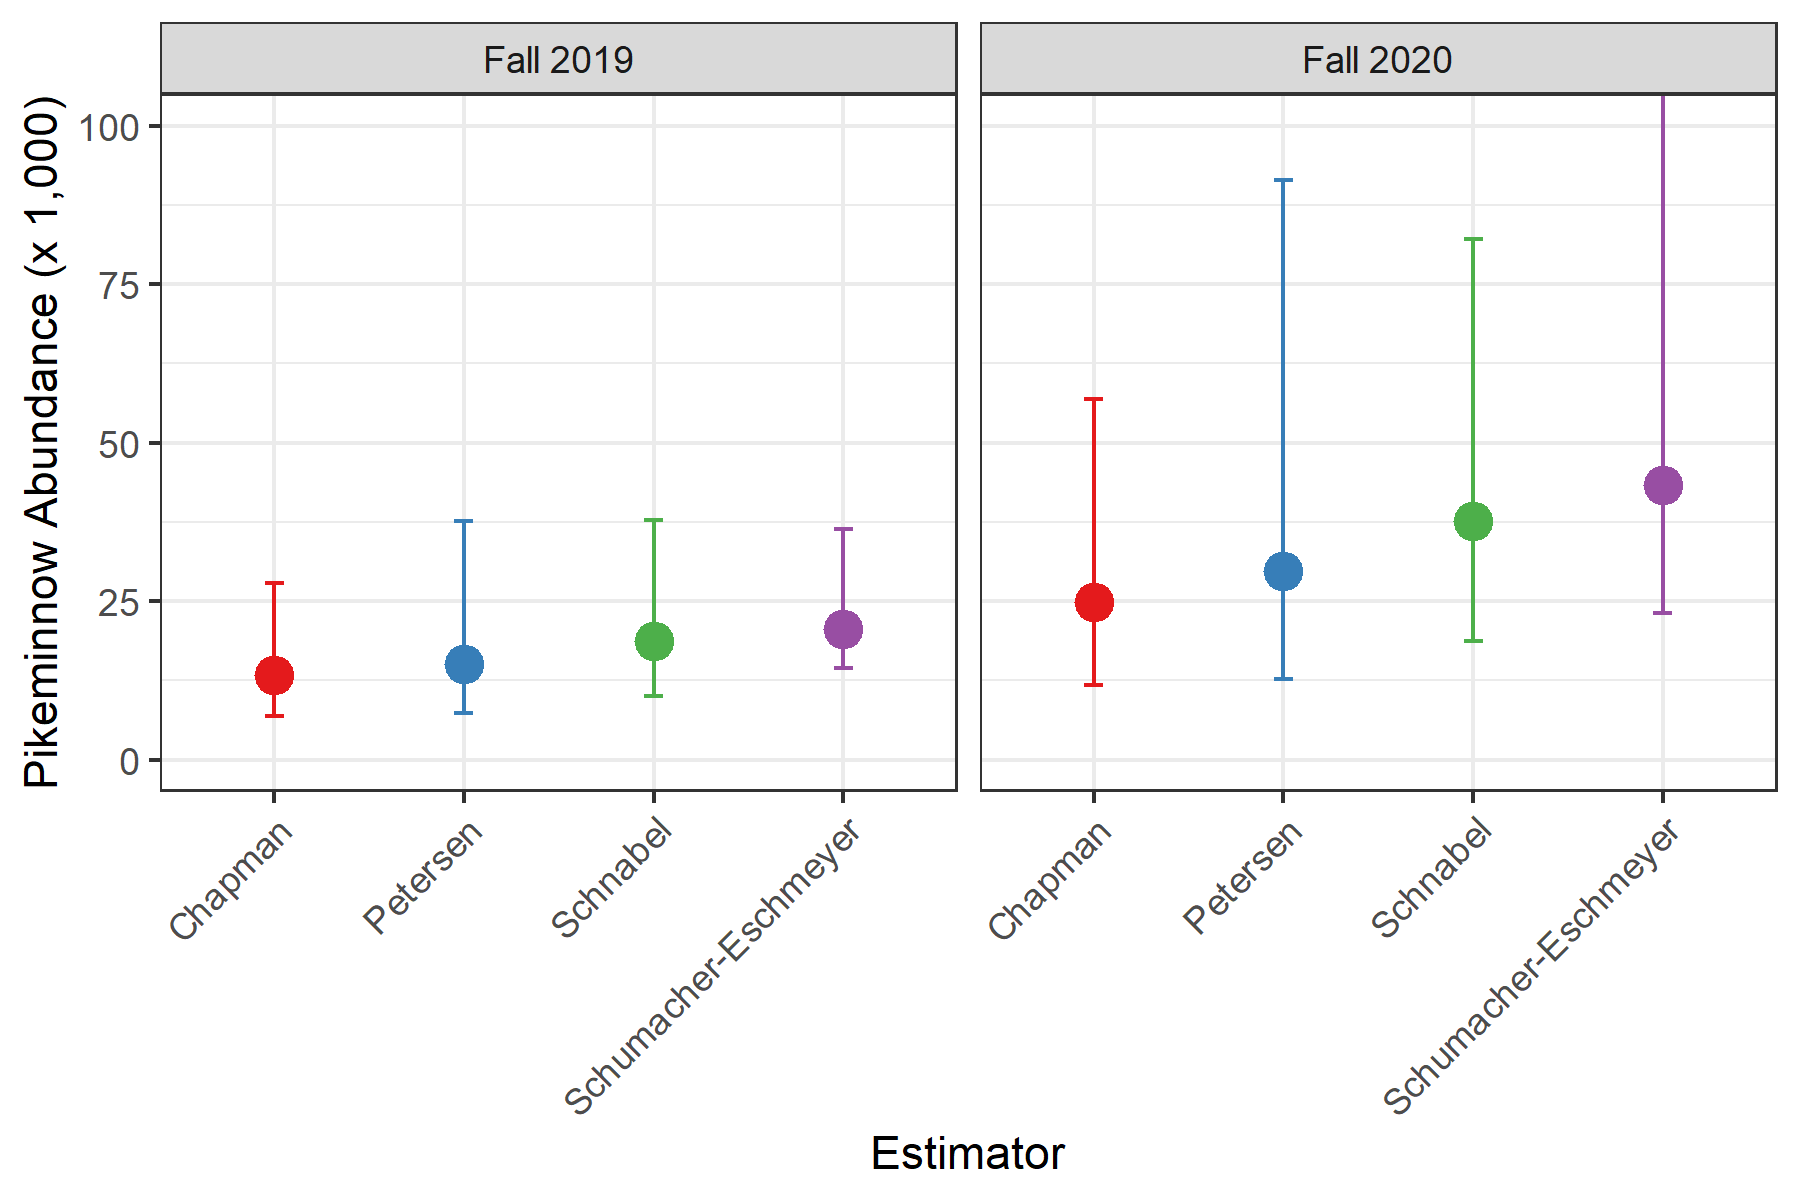 Fall 2019
Fall 2020
Pikeminnow Abundance (x 1,000)
100
75
50
25
0
Chapman
Petersen
Schnabel
Schumacher-Eschmeyer
Chapman
Petersen
Schnabel
Schumacher-Eschmeyer
Estimator